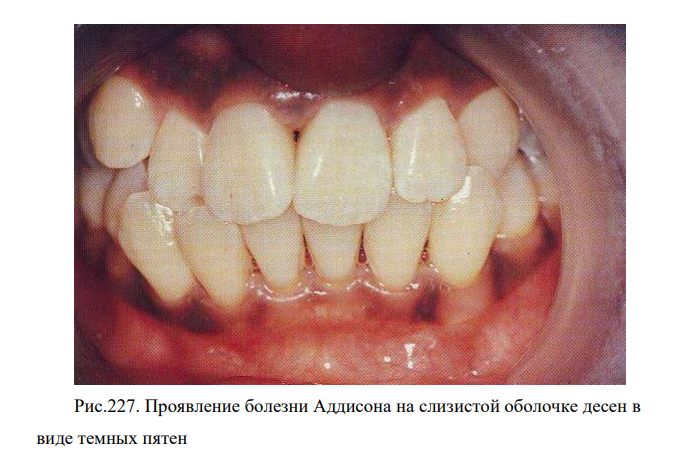 Рис.227. Проявление болезни Аддисона на слизистой оболочке десен в
виде темных пятен